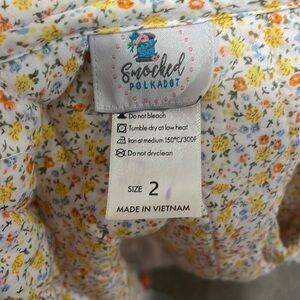 Smocked
POLKADOT
Do not bleach
Tumble dry at low heat
Iron at medium 150°C/300F
Do not dryclean
SIZE 2
MADE IN VIETNAM